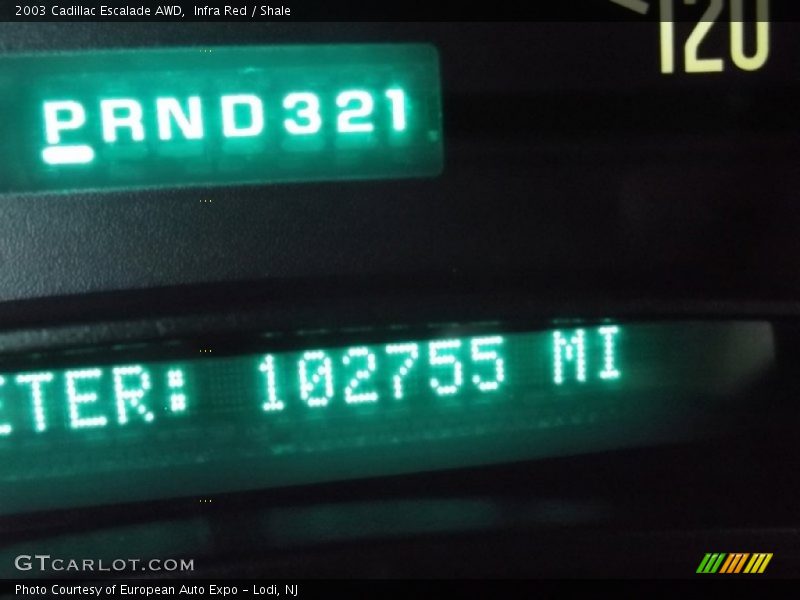 2003 Cadillac Escalade AWD, Infra Red / Shale
120
PRND321
ETER: 102755 MI
GTCARLOT.COM
Photo Courtesy of European Auto Expo - Lodi, NJ